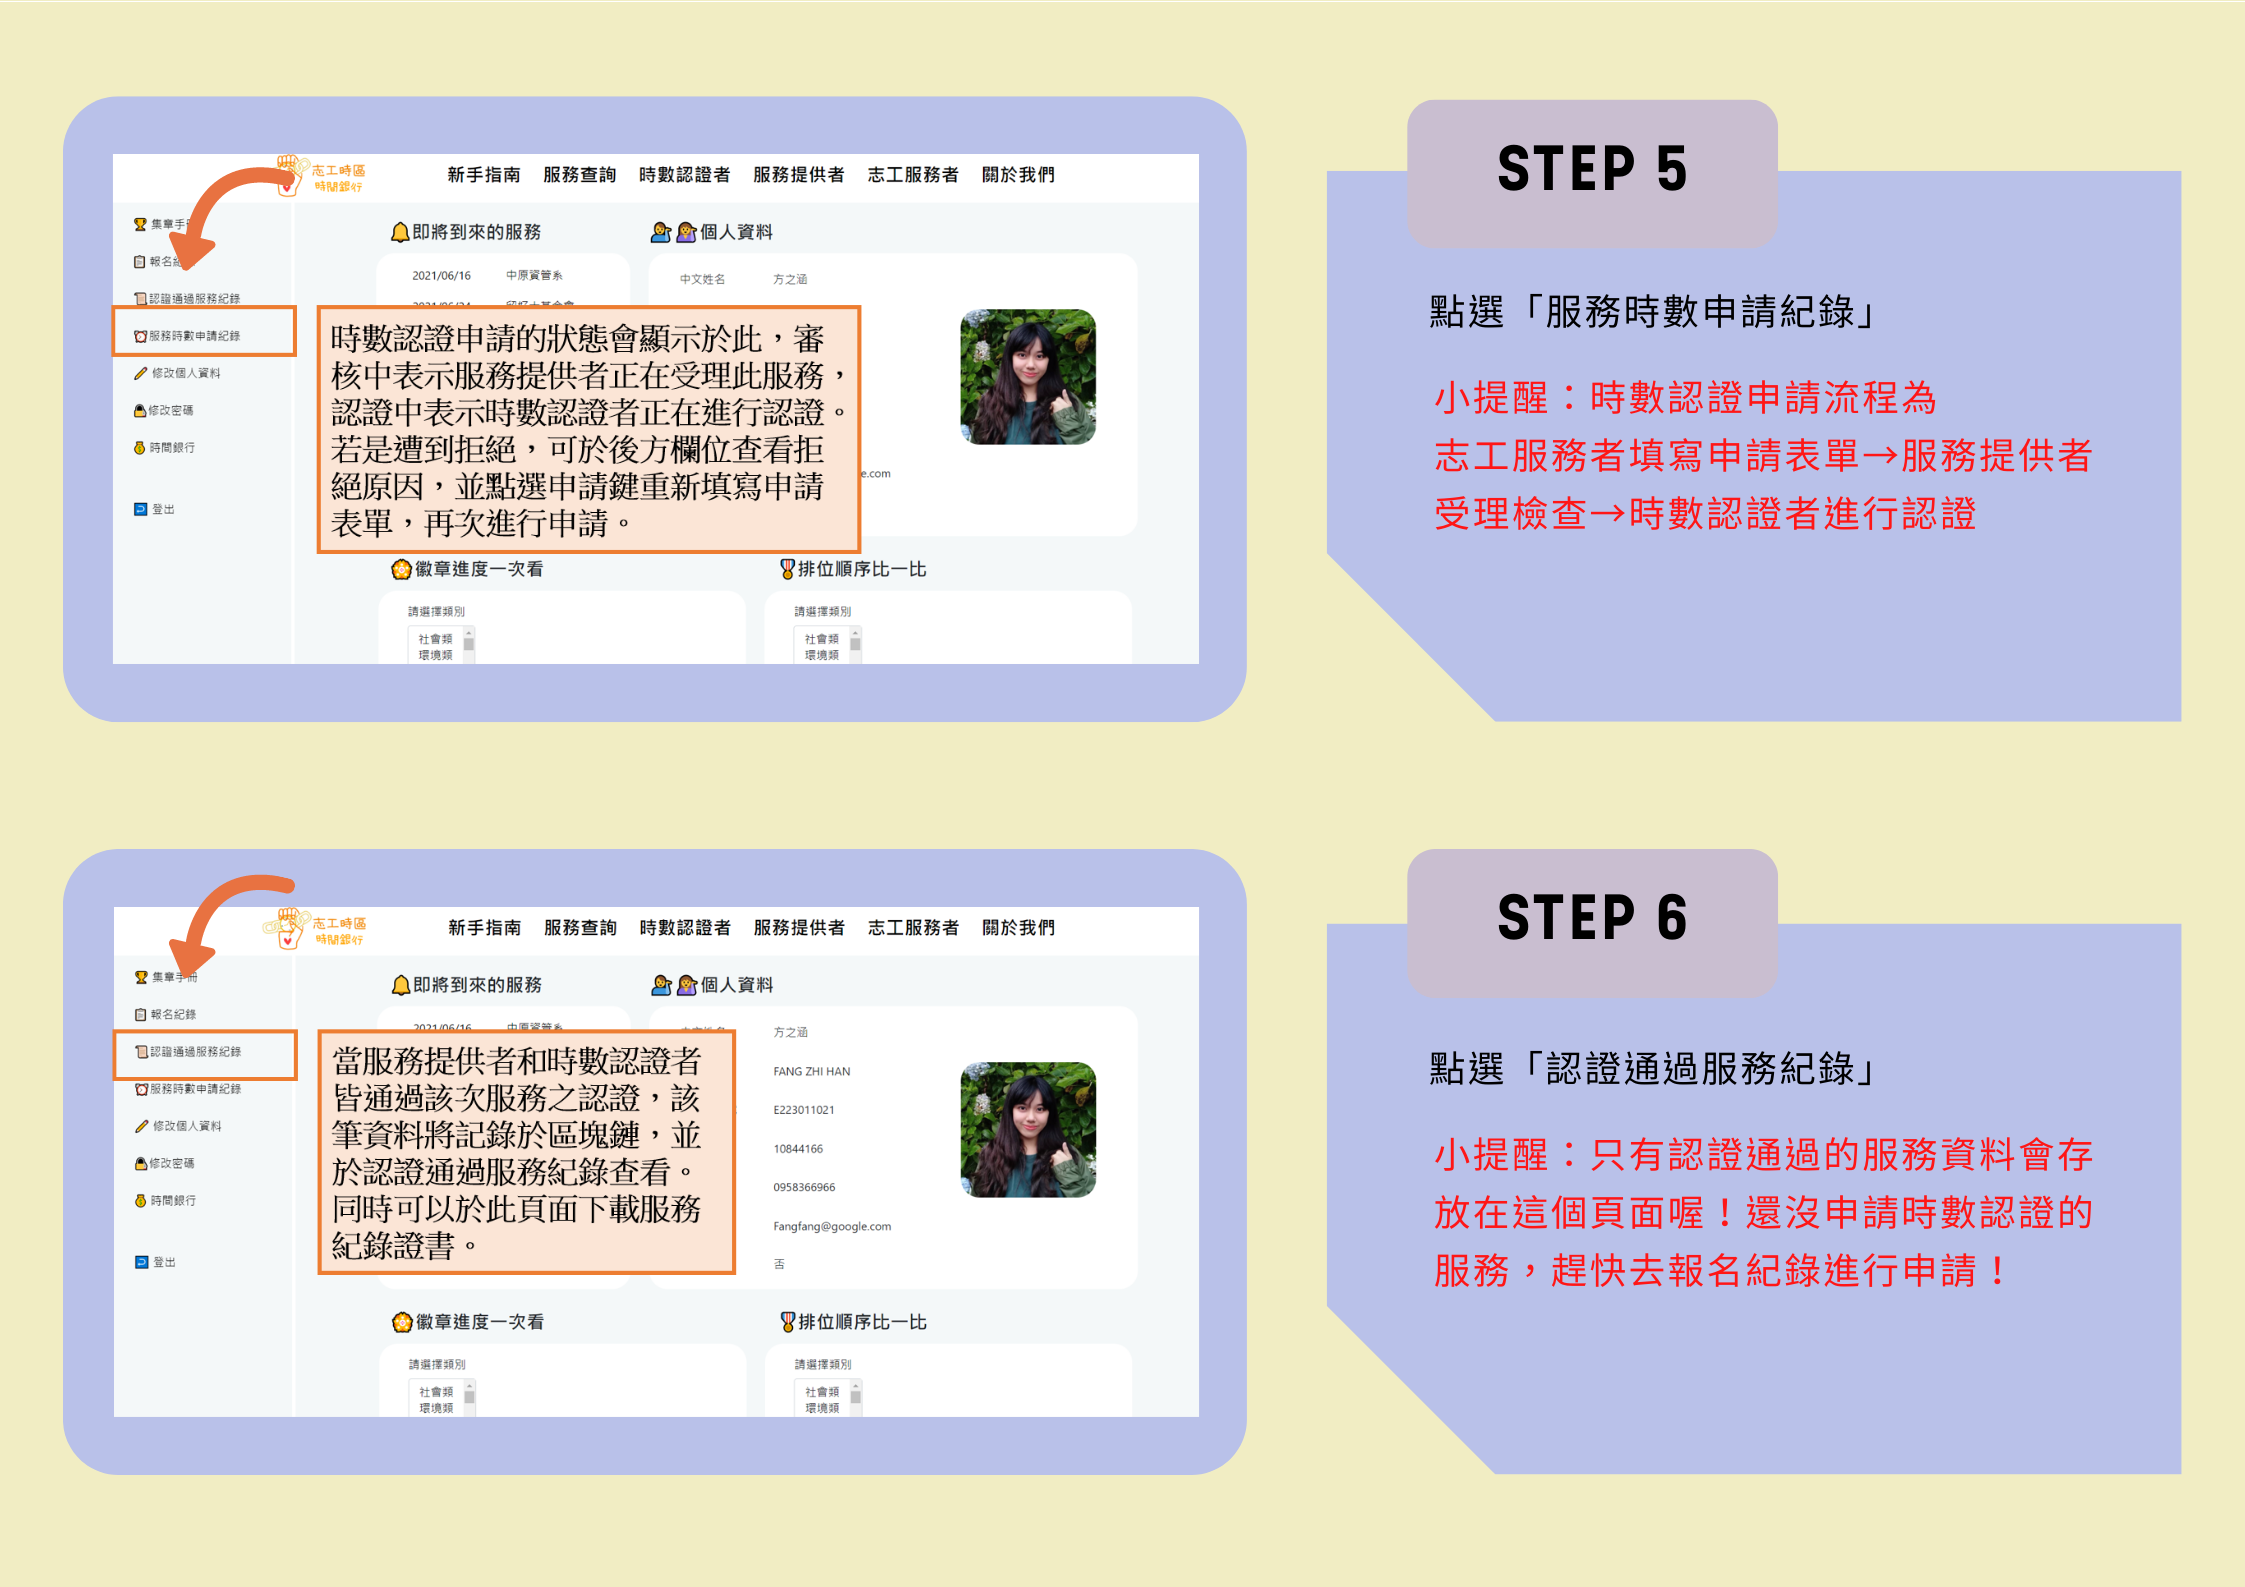 志工時區
時間銀行
新手指南 服務查詢 時數認證者 服務提供者 志工服務者 關於我們
集章手
報名紀
認證通過服務紀錄
服務時數申請紀錄
修改個人資料
修改密碼
時間銀行
登出
即將到來的服務
2021/06/16 中原資管系
個人資料
中文姓名 方之涵
e.com
時數認證申請的狀態會顯示於此，審
核中表示服務提供者正在受理此服務，
認證中表示時數認證者正在進行認證。
若是遭到拒絕，可於後方欄位查看拒
絕原因，並點選申請鍵重新填寫申請
表單，再次進行申請。
徽章進度一次看
請選擇類別
社會類
環境類
排位順序比一比
請選擇類別
社會類
環境類
STEP 5
點選「服務時數申請紀錄」
小提醒：時數認證申請流程為
志工服務者填寫申請表單→服務提供者
受理檢查→時數認證者進行認證
志工時區
時間銀行
新手指南 服務查詢 時數認證者 服務提供者 志工服務者 關於我們
集章手冊
報名紀錄
認證通過服務紀錄
服務時數申請紀錄
修改個人資料
修改密碼
時間銀行
登出
即將到來的服務
2021/06/16 中原資管系
個人資料
方之涵
FANG ZHI HAN
E223011021
10844166
0958366966
Fangfang@google.com
否
當服務提供者和時數認證者
皆通過該次服務之認證，該
筆資料將記錄於區塊鏈，並
於認證通過服務紀錄查看。
同時可以於此頁面下載服務
紀錄證書。
徽章進度一次看
請選擇類別
社會類
環境類
排位順序比一比
請選擇類別
社會類
環境類
STEP 6
點選「認證通過服務紀錄」
小提醒：只有認證通過的服務資料會存
放在這個頁面喔！還沒申請時數認證的
服務，趕快去報名紀錄進行申請！